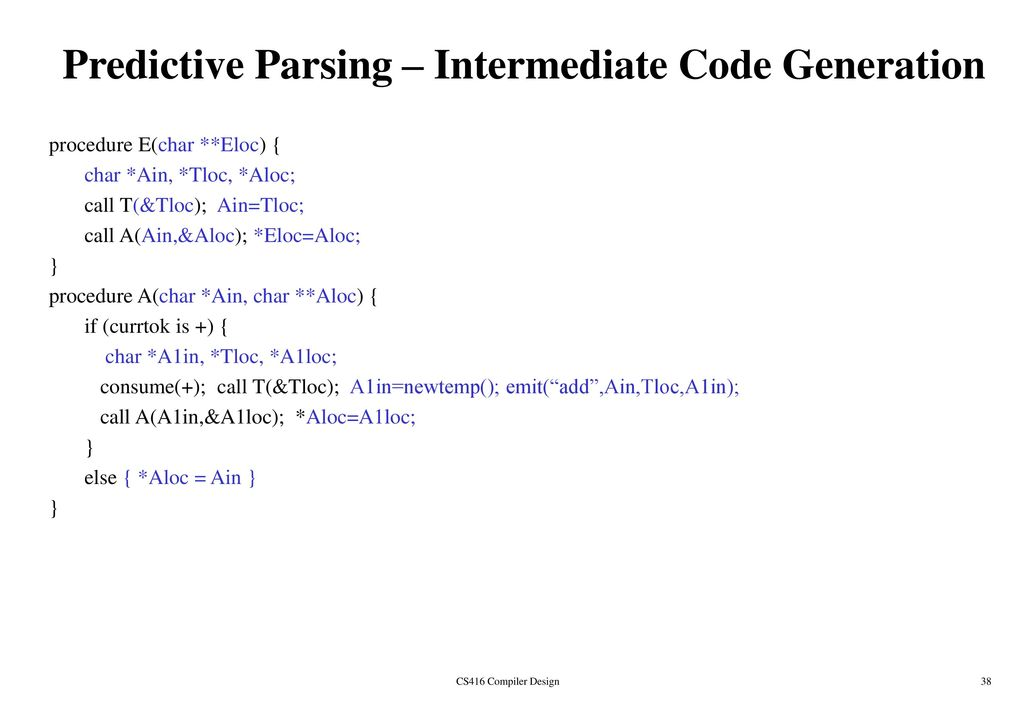 Predictive Parsing – Intermediate Code Generation
procedure E(char **Eloc) {
char *Ain, *Tloc, *Aloc;
call T(&Tloc); Ain=Tloc;
call A(Ain,&Aloc); *Eloc=Aloc;
}
procedure A(char *Ain, char **Aloc) {
if (currtok is +) {
char *A1in, *Tloc, *A1loc;
consume(+); call T(&Tloc); A1in=newtemp(); emit(“add”,Ain,Tloc,A1in);
call A(A1in,&A1loc); *Aloc=A1loc;
}
else { *Aloc = Ain }
}
CS416 Compiler Design
38